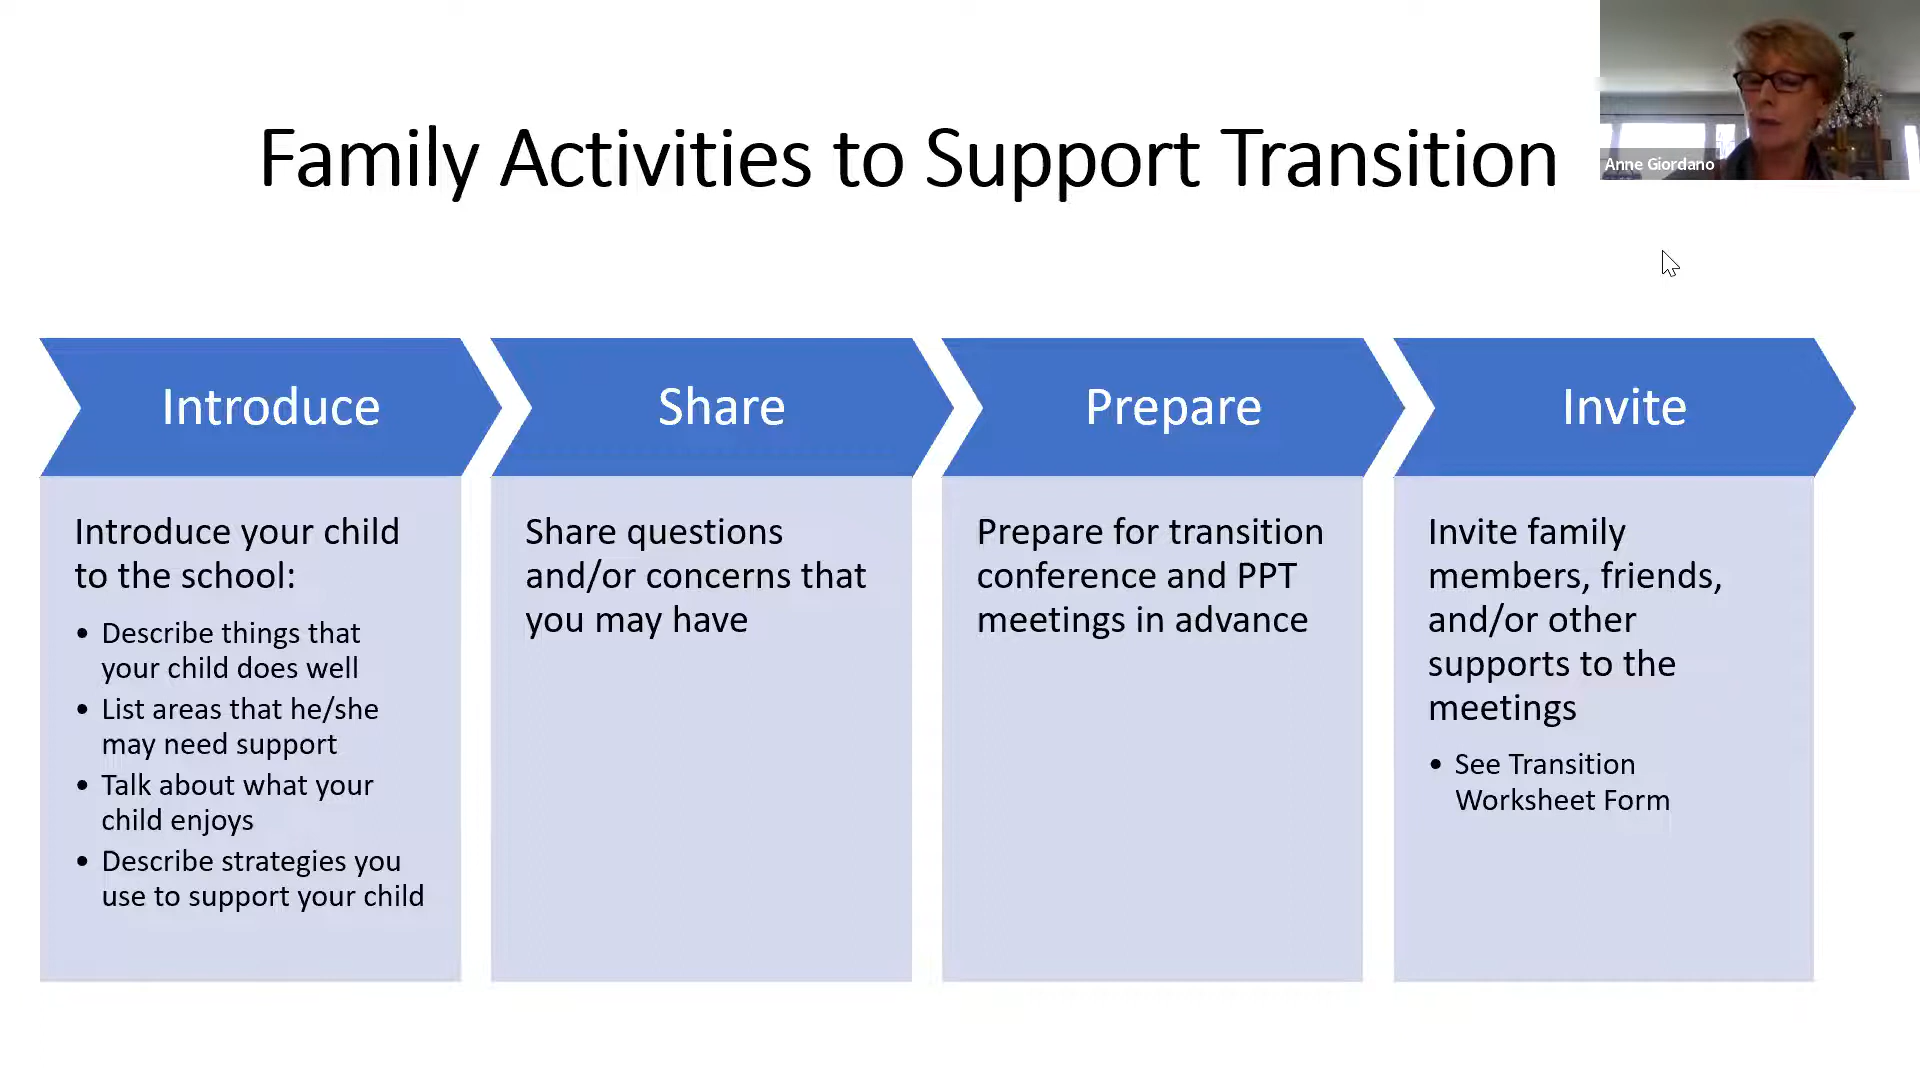 Family Activities to Support Transition
Anne Giordano
Introduce
Introduce your child
to the school:
• Describe things that
your child does well
• List areas that he/she
may need support
• Talk about what your
child enjoys
• Describe strategies you
use to support your child
Share
Share questions
and/or concerns that
you may have
Prepare
Prepare for transition
conference and PPT
meetings in advance
Invite
Invite family
members, friends,
and/or other
supports to the
meetings
• See Transition
Worksheet Form